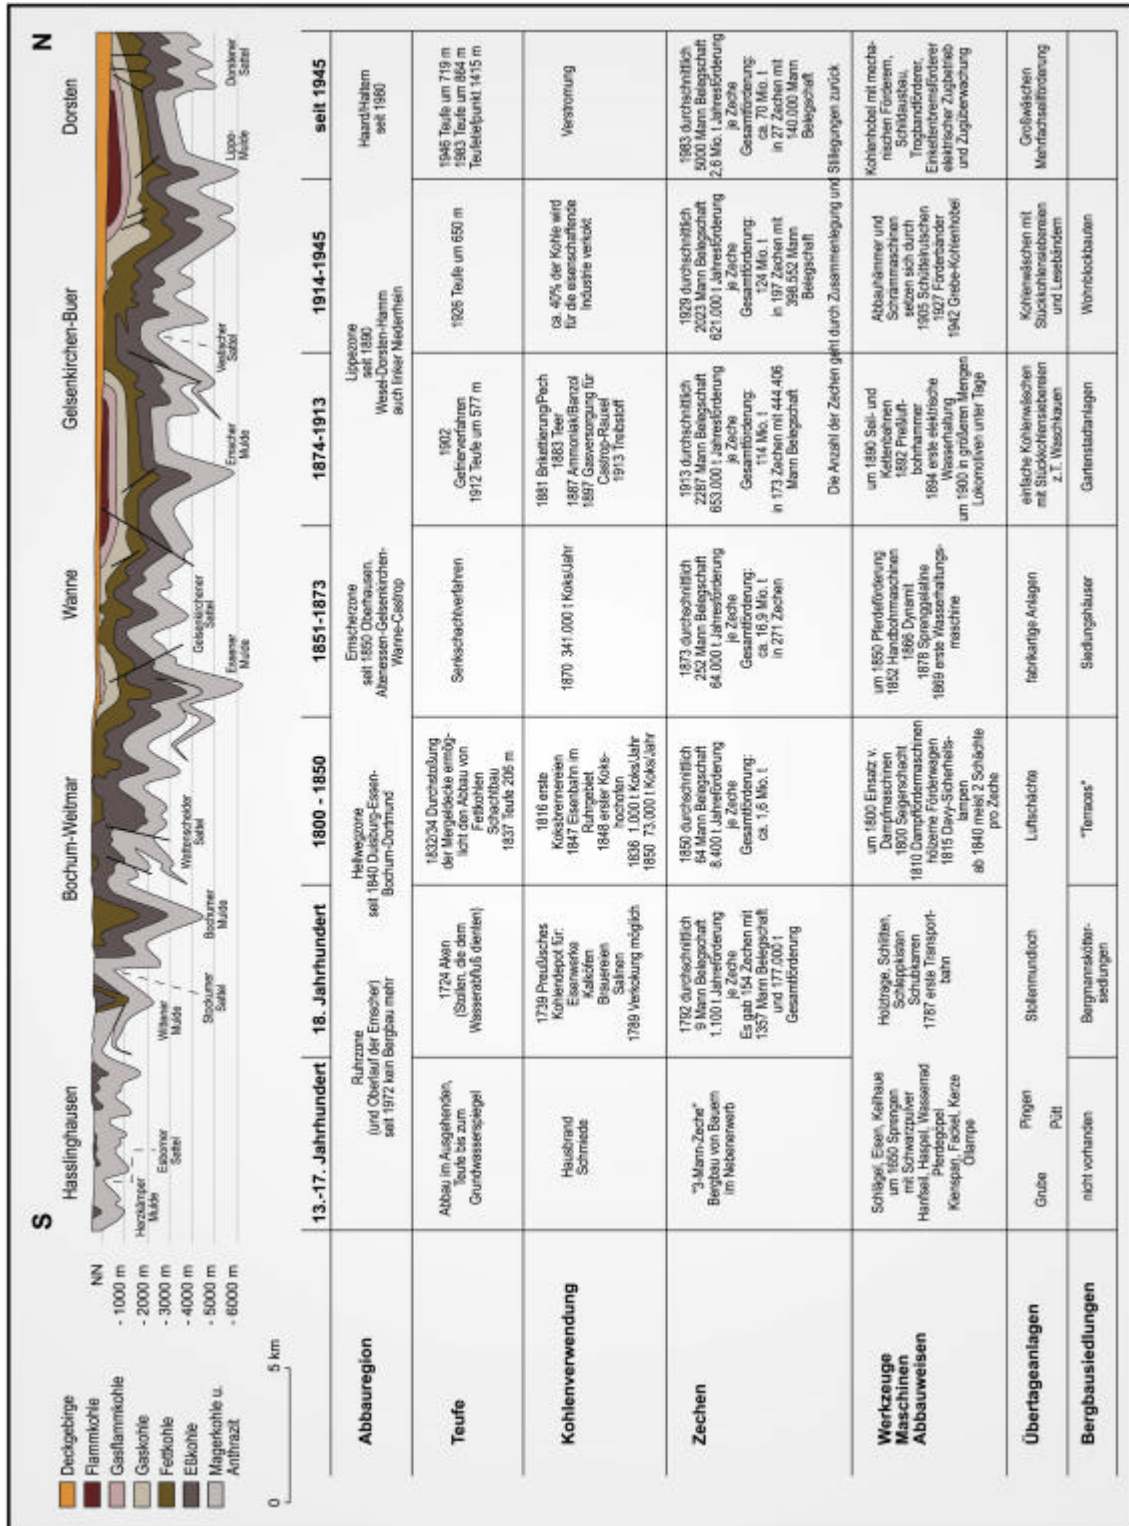 S
N
Hasslinghausen
Bochum-Weitmar
Wanne
Gelsenkirchen-Buer
Dorsten
Deckgebirge
Flammkohle
Gasflammkohle
Gaskohle
Fettkohle
Eßkohle
Magerkohle u.
Anthrazit
NN
- 1000 m
- 2000 m
- 3000 m
- 4000 m
- 5000 m
- 6000 m
0
5 km
Herzkämper
Mulde
Esborner
Sattel
Wittener
Mulde
Stockumer
Sattel
Bochumer
Mulde
Wattenscheider
Sattel
Essener
Mulde
Gelsenkirchener
Sattel
Emscher
Mulde
Vestischer
Sattel
Lippe-
Mulde
Dorstener
Sattel
13.-17. Jahrhundert
18. Jahrhundert
1800 - 1850
1851-1873
1874-1913
1914-1945
seit 1945
Abbauregion
Ruhrzone
(und Oberlauf der Emscher)
seit 1972 kein Bergbau mehr
Hellwegzone
seit 1840 Duisburg-Essen-
Bochum-Dortmund
Emscherzone
seit 1850 Oberhausen,
Altenessen-Gelsenkirchen-
Wanne-Castrop
Lippezone
seit 1890
Wesel-Dorsten-Hamm
auch linker Niederrhein
Haard/Haltern
seit 1980
Teufe
Abbau im Ausgehenden,
Teufe bis zum
Grundwasserspiegel
1724 Aken
(Stollen, die dem
Wasserabfluß dienten)
1832/34 Durchstoßung
der Mergeldecke ermög-
licht den Abbau von
Fettkohlen
Schachtbau
1837 Teufe 206 m
Senkschachtverfahren
1902
Gefrierverfahren
1912 Teufe um 577 m
1926 Teufe um 650 m
1946 Teufe um 719 m
1983 Teufe um 864 m
Teufetiefpunkt 1415 m
Kohlenverwendung
Hausbrand
Schmiede
1739 Preußisches
Kohlendepot für:
Eisenwerke
Kalköfen
Brauereien
Salinen
1789 Verkokung möglich
1816 erste
Koksbrennereien
1847 Eisenbahn im
Ruhrgebiet
1848 erster Koks-
hochofen
1836 1.000 t Koks/Jahr
1850 73.000 t Koks/Jahr
1870 341.000 t Koks/Jahr
1881 Brikettierung/Pech
1883 Teer
1887 Ammoniak/Banzol
1897 Gasversorgung für
Castrop-Rauxel
1913 Treibstoff
ca. 40% der Kohle wird
für die eisenschaffende
Industrie verkokt
Verstromung
Zechen
"3-Mann-Zeche"
Bergbau von Bauern
im Nebenerwerb
1792 durchschnittlich
9 Mann Belegschaft
1.100 t Jahreförderung
je Zeche
Es gab 154 Zechen mit
1357 Mann Belegschaft
und 177.000 t
Gesamtförderung
1850 durchschnittlich
64 Mann Belegschaft
8.400 t Jahreförderung
je Zeche
Gesamtförderung:
ca. 1,6 Mio. t
1873 durchschnittlich
252 Mann Belegschaft
64.000 t Jahresförderung
je Zeche
Gesamtförderung:
ca. 16,9 Mio. t
in 271 Zechen
1913 durchschnittlich
2287 Mann Belegschaft
653.000 t Jahresförderung
je Zeche
Gesamtförderung:
114 Mio. t
in 173 Zechen mit 444.406
Mann Belegschaft
1929 durchschnittlich
2023 Mann Belegschaft
621.000 t Jahresförderung
je Zeche
Gesamtförderung:
124 Mio. t
in 197 Zechen mit
398.552 Mann
Belegschaft
1983 durchschnittlich
5000 Mann Belegschaft
2,6 Mio. t Jahresförderung
je Zeche
Gesamtförderung:
ca. 70 Mio. t
in 27 Zechen mit
140.000 Mann
Belegschaft
Die Anzahl der Zechen geht durch Zusammenlegung und Stillegungen zurück
Werkzeuge
Maschinen
Abbauweisen
Schlägel, Eisen, Keilhaue
um 1650 Sprengen
mit Schwarzpulver
Hanfseil, Haspel, Wasserrad
Pferdegöpel
Kienspan, Fackel, Kerze
Öllampe
Holztrage, Schlitten,
Schleppkisten
Schubkarren
1787 erste Transport-
bahn
um 1800 Einsatz v.
Dampfmaschinen
1800 Seigerschacht
1810 Dampffördermaschinen
hölzerne Förderwagen
1815 Davy-Sicherheits-
lampen
ab 1840 meist 2 Schächte
pro Zeche
um 1850 Pferdeförderung
1852 Handbohrmaschinen
1866 Dynamit
1878 Sprenggelatine
1869 erste Wasserhaltungs-
maschine
um 1890 Seil- und
Kettenbahnen
1892 Preßluft-
bohrhammer
1894 erste elektrische
Wasserhaltung
um 1900 in größeren Mengen
Lokomotiven unter Tage
Abbauhämmer und
Schrämmaschinen
setzen sich durch
1905 Schüttelrutschen
1927 Förderbänder
1942 Grebe-Kohlenhobel
Kohlenhobel mit mecha-
nischen Förderern,
Schildausbau,
Trogbandförderer,
Einkettenbremsförderer
elektrischer Zugbetrieb
und Zugüberwachung
Übertageanlagen
Grube
Pingen
Pütt
Stollenmundloch
Luftschächte
fabrikartige Anlagen
einfache Kohlenwäschen
mit Stückkohlensiebereien
z.T. Waschkauen
Kohlenwäschen mit
Stückkohlensiebereien
und Lesebändern
Großwäschen
Mehrfachseilförderung
Bergbausiedlungen
nicht vorhanden
Bergmannskötter-
siedlungen
"Terraces"
Siedlungshäuser
Gartenstadtanlagen
Wohnblockbauten